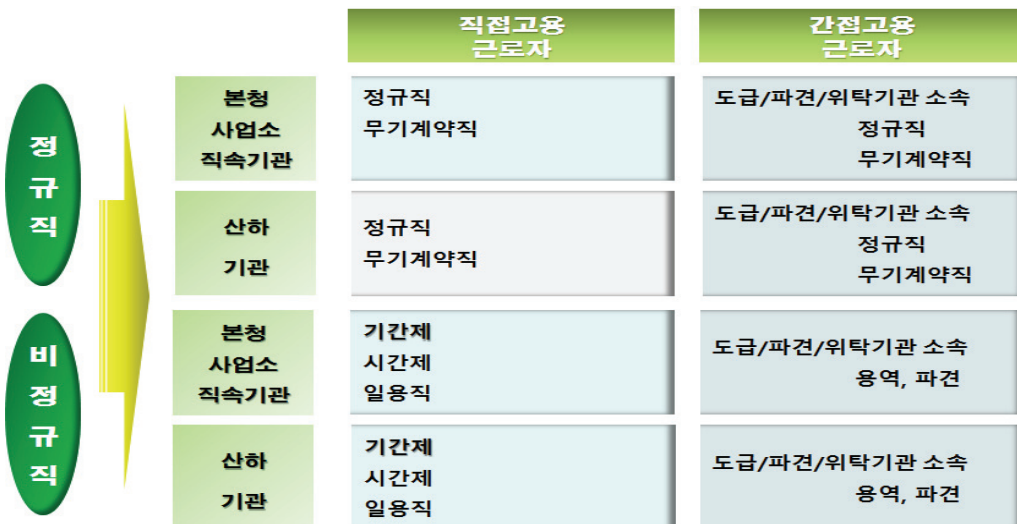 직접고용
근로자
간접고용
근로자
정규직
본청
사업소
직속기관
정규직
무기계약직
도급/파견/위탁기관 소속
정규직
무기계약직
산하
기관
정규직
무기계약직
도급/파견/위탁기관 소속
정규직
무기계약직
비정규직
본청
사업소
직속기관
기간제
시간제
일용직
도급/파견/위탁기관 소속
용역, 파견
산하
기관
기간제
시간제
일용직
도급/파견/위탁기관 소속
용역, 파견